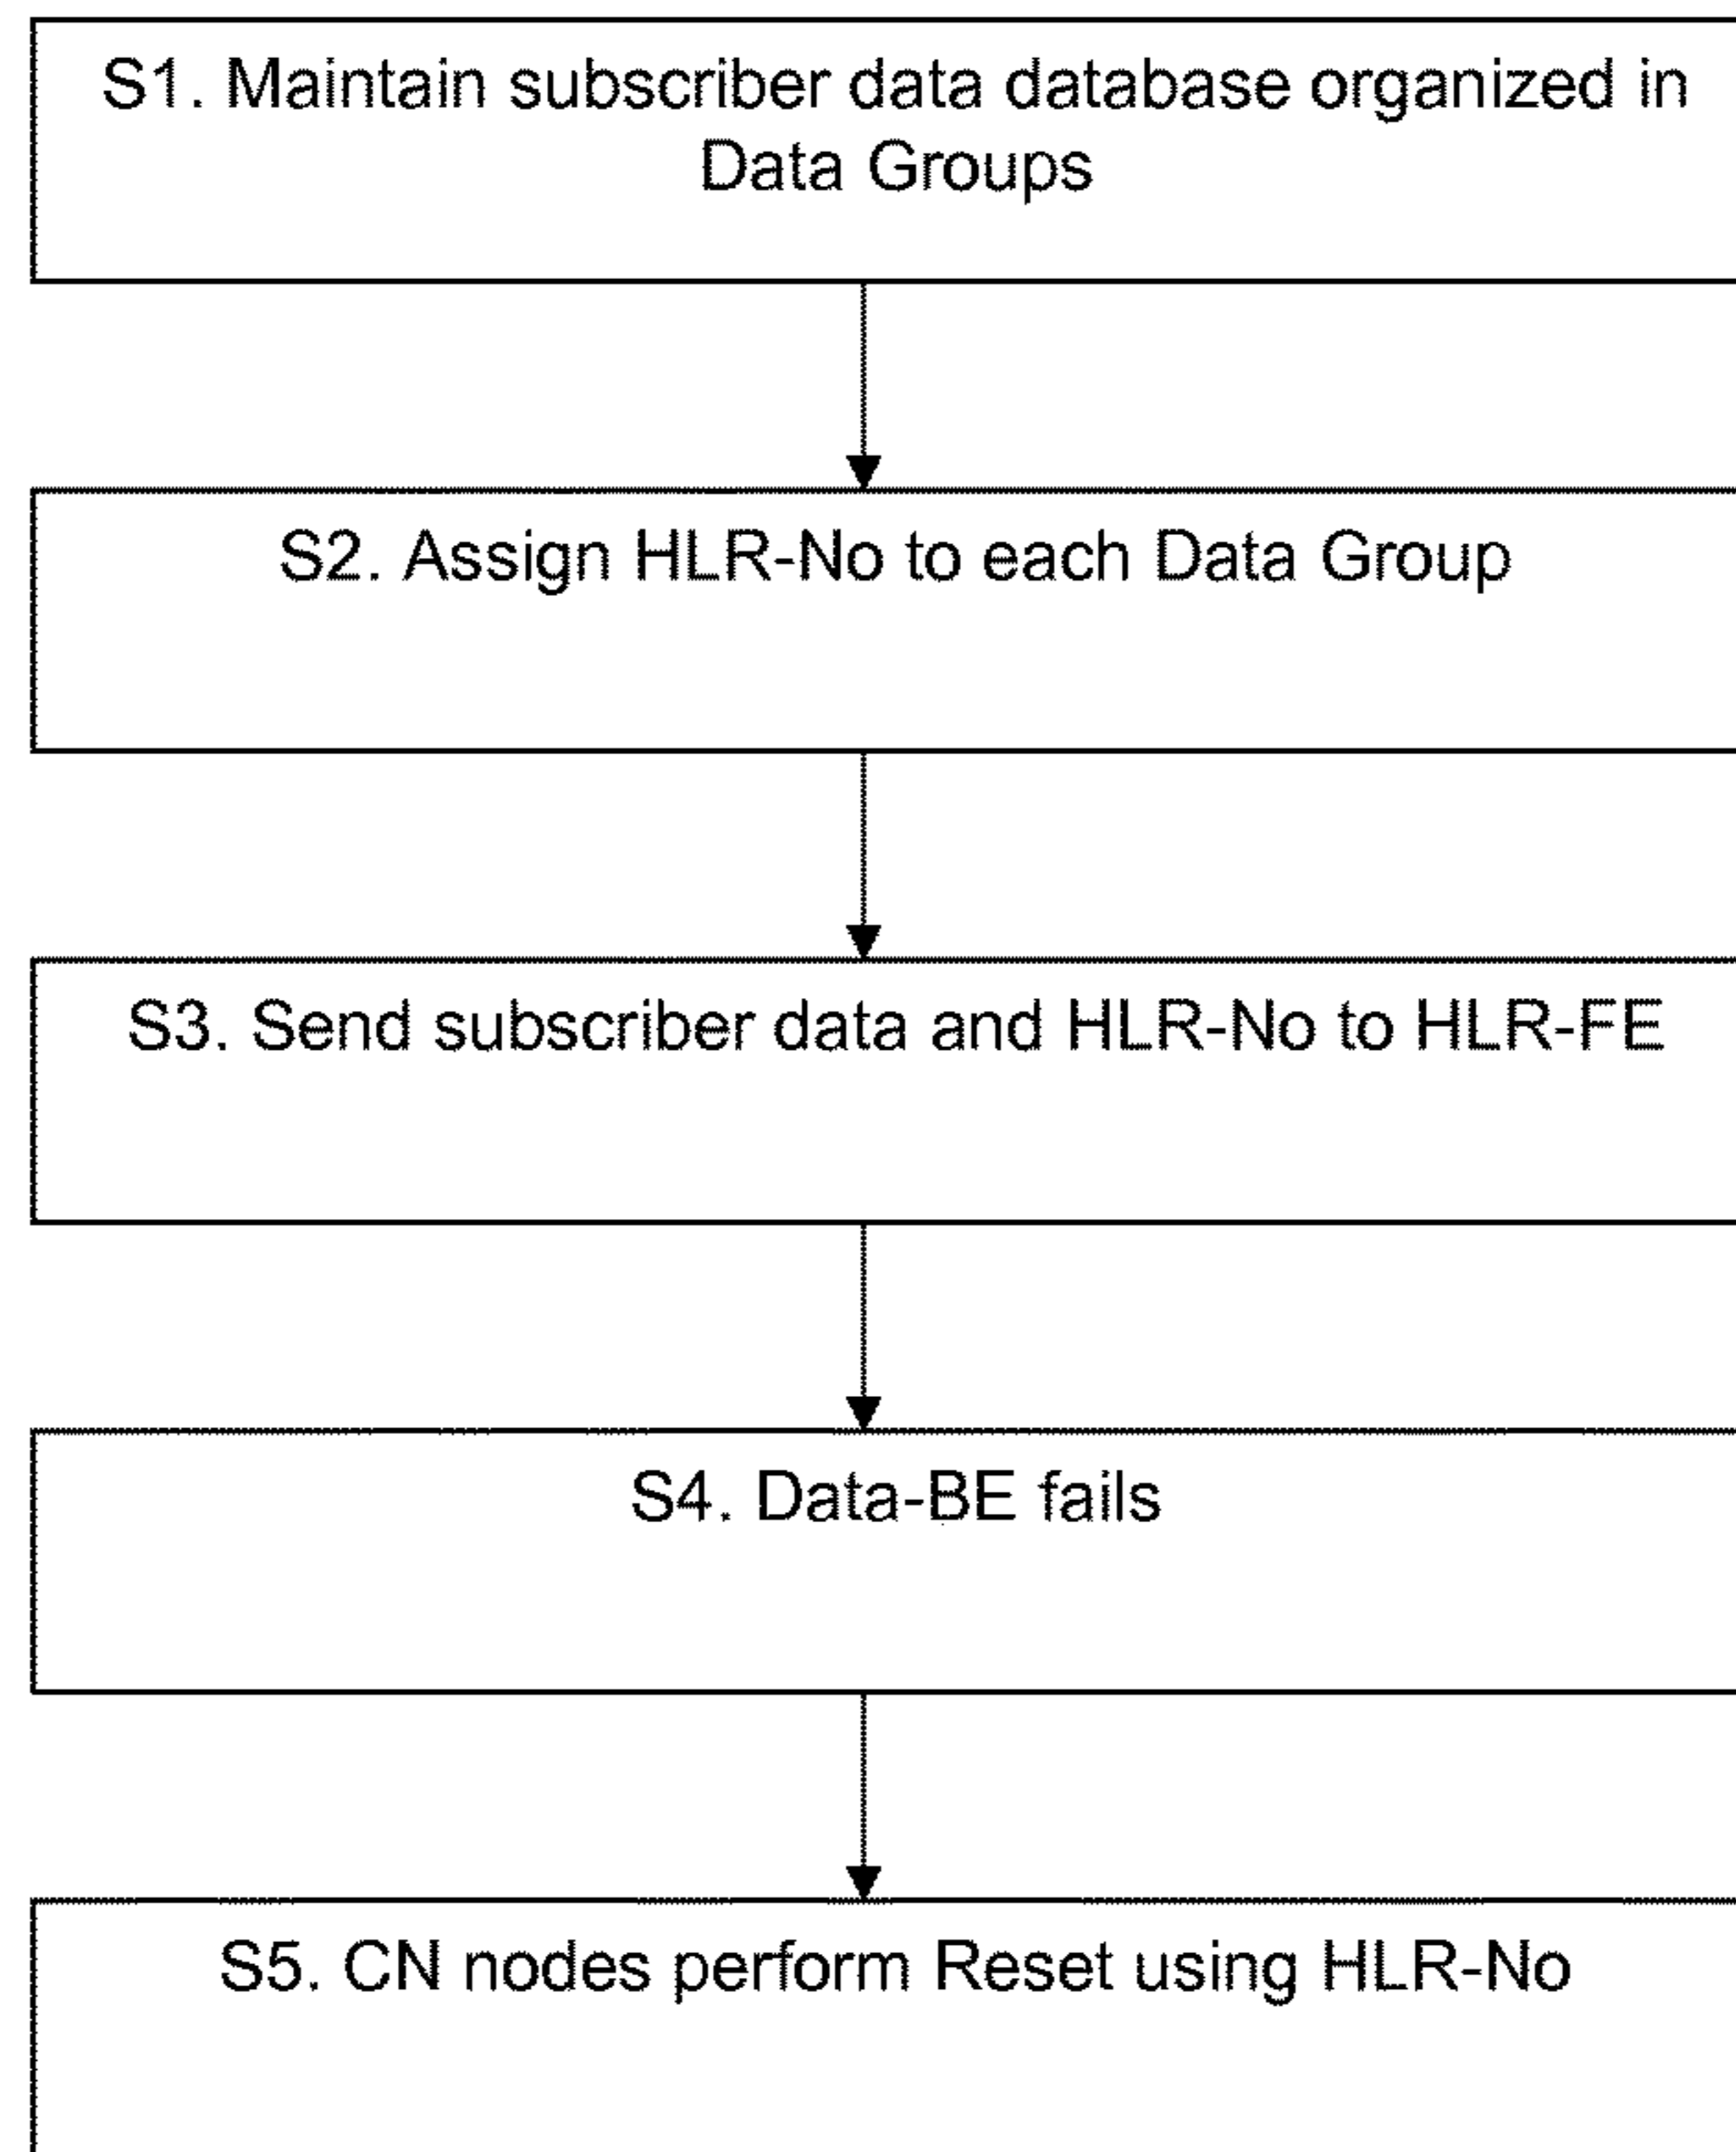 S1. Maintain subscriber data database organized in
Data Groups
S2. Assign HLR-No to each Data Group
S3. Send subscriber data and HLR-No to HLR-FE
S4. Data-BE fails
S5. CN nodes perform Reset using HLR-No